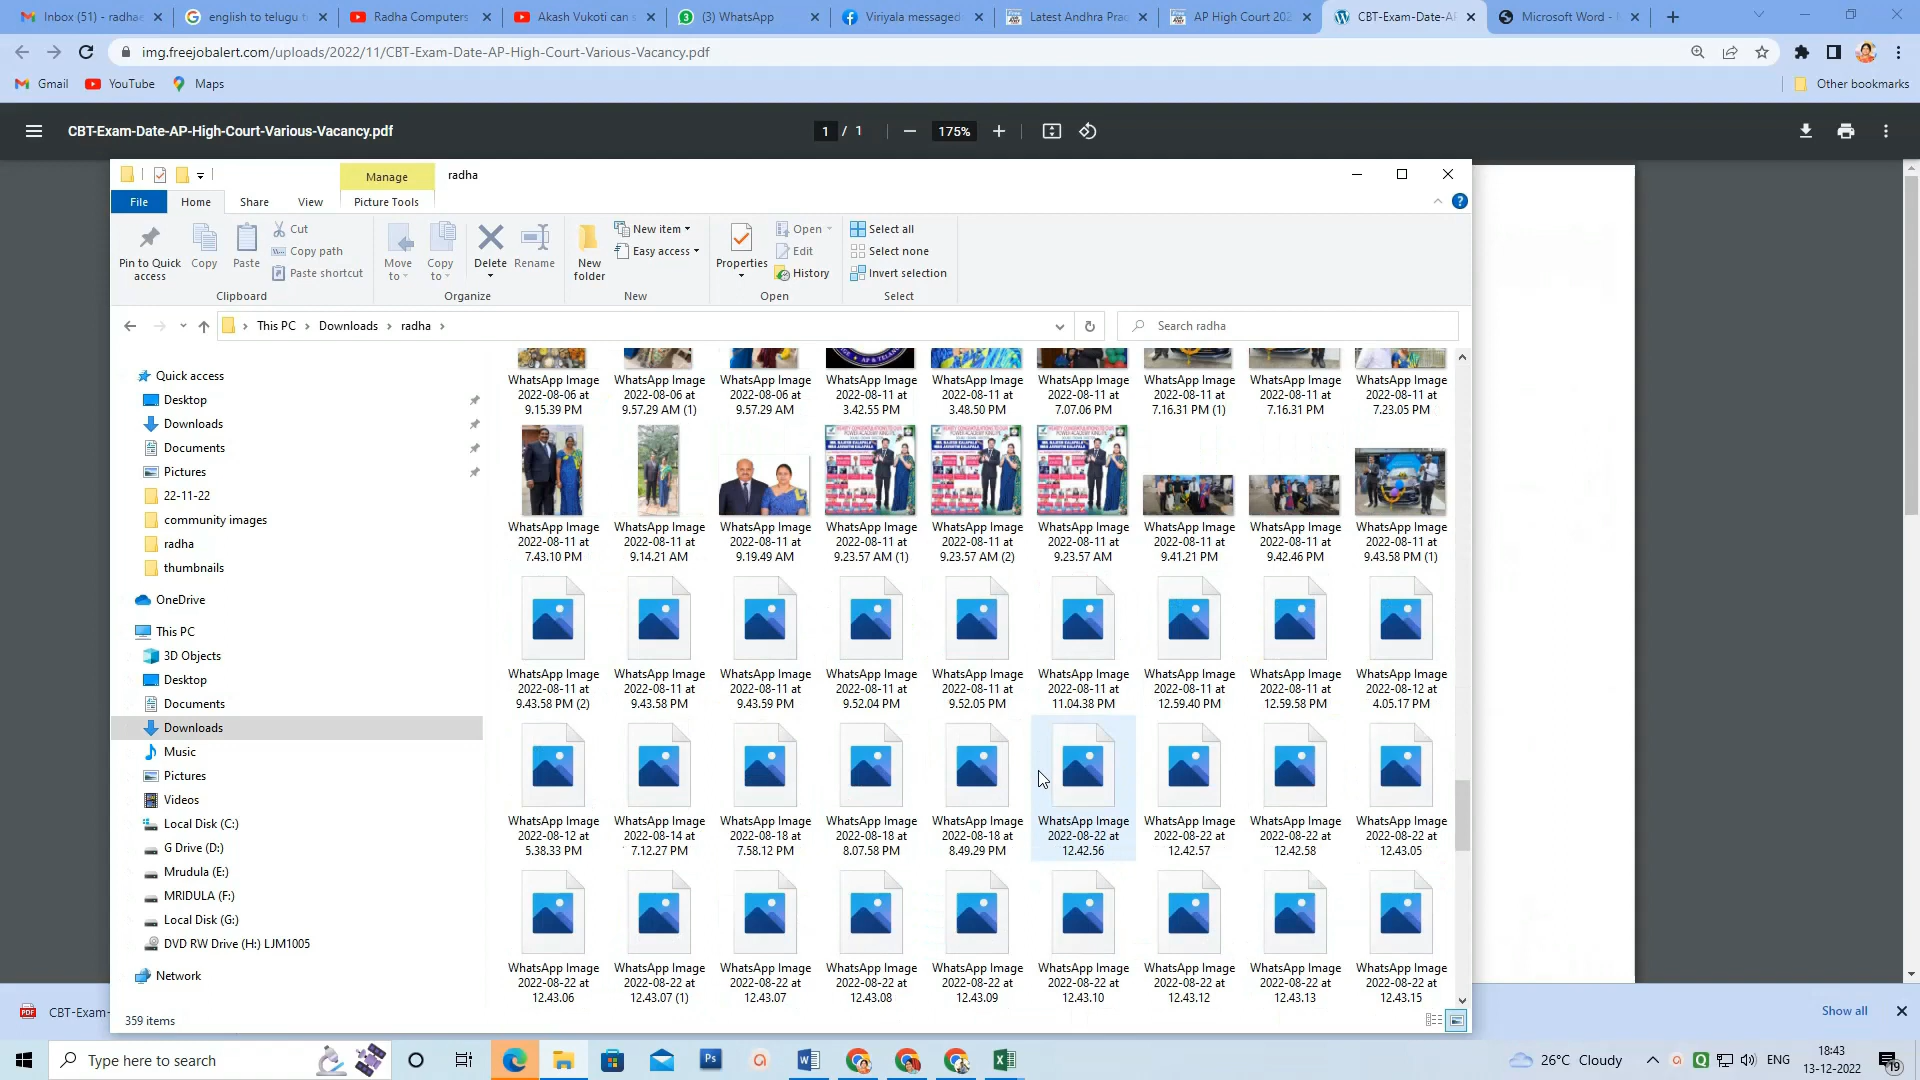 Inbox (51) - radhae
english to telugu t
Radha Computers
Akash Vukoti can s
(3) WhatsApp
Viriyala messaged
Latest Andhra Prad
AP High Court 202
CBT-Exam-Date-A
Microsoft Word -
img.freejobalert.com/uploads/2022/11/CBT-Exam-Date-AP-High-Court-Various-Vacancy.pdf
Gmail
YouTube
Maps
Other bookmarks
CBT-Exam-Date-AP-High-Court-Various-Vacancy.pdf
1 / 1
175%
Manage
radha
File
Home
Share
View
Picture Tools
Pin to Quick access
Copy
Paste
Cut
Copy path
Paste shortcut
Clipboard
Move to
Copy to
Delete
Rename
Organize
New folder
New item
Easy access
New
Properties
Open
Edit
History
Open
Select all
Select none
Invert selection
Select
This PC
Downloads
radha
Search radha
Quick access
Desktop
Downloads
Documents
Pictures
22-11-22
community images
radha
thumbnails
OneDrive
This PC
3D Objects
Desktop
Documents
Downloads
Music
Pictures
Videos
Local Disk (C:)
G Drive (D:)
Mrudula (E:)
MRIDULA (F:)
Local Disk (G:)
DVD RW Drive (H:) LJM1005
Network
WhatsApp Image 2022-08-06 at 9.15.39 PM
WhatsApp Image 2022-08-06 at 9.57.29 AM (1)
WhatsApp Image 2022-08-06 at 9.57.29 AM
WhatsApp Image 2022-08-11 at 3.42.55 PM
WhatsApp Image 2022-08-11 at 3.48.50 PM
WhatsApp Image 2022-08-11 at 7.07.06 PM
WhatsApp Image 2022-08-11 at 7.16.31 PM (1)
WhatsApp Image 2022-08-11 at 7.16.31 PM
WhatsApp Image 2022-08-11 at 7.23.05 PM
WhatsApp Image 2022-08-11 at 7.43.10 PM
WhatsApp Image 2022-08-11 at 9.14.21 AM
WhatsApp Image 2022-08-11 at 9.19.49 AM
WhatsApp Image 2022-08-11 at 9.23.57 AM (1)
WhatsApp Image 2022-08-11 at 9.23.57 AM (2)
WhatsApp Image 2022-08-11 at 9.23.57 AM
WhatsApp Image 2022-08-11 at 9.41.21 PM
WhatsApp Image 2022-08-11 at 9.42.46 PM
WhatsApp Image 2022-08-11 at 9.43.58 PM (1)
WhatsApp Image 2022-08-11 at 9.43.58 PM (2)
WhatsApp Image 2022-08-11 at 9.43.58 PM
WhatsApp Image 2022-08-11 at 9.43.59 PM
WhatsApp Image 2022-08-11 at 9.52.04 PM
WhatsApp Image 2022-08-11 at 9.52.05 PM
WhatsApp Image 2022-08-11 at 11.04.38 PM
WhatsApp Image 2022-08-11 at 12.59.40 PM
WhatsApp Image 2022-08-11 at 12.59.58 PM
WhatsApp Image 2022-08-12 at 4.05.17 PM
WhatsApp Image 2022-08-12 at 5.38.33 PM
WhatsApp Image 2022-08-14 at 7.12.27 PM
WhatsApp Image 2022-08-18 at 7.58.12 PM
WhatsApp Image 2022-08-18 at 8.07.58 PM
WhatsApp Image 2022-08-18 at 8.49.29 PM
WhatsApp Image 2022-08-22 at 12.42.56
WhatsApp Image 2022-08-22 at 12.42.57
WhatsApp Image 2022-08-22 at 12.42.58
WhatsApp Image 2022-08-22 at 12.43.05
WhatsApp Image 2022-08-22 at 12.43.06
WhatsApp Image 2022-08-22 at 12.43.07 (1)
WhatsApp Image 2022-08-22 at 12.43.07
WhatsApp Image 2022-08-22 at 12.43.08
WhatsApp Image 2022-08-22 at 12.43.09
WhatsApp Image 2022-08-22 at 12.43.10
WhatsApp Image 2022-08-22 at 12.43.12
WhatsApp Image 2022-08-22 at 12.43.13
WhatsApp Image 2022-08-22 at 12.43.15
359 items
CBT-Exam-
Show all
Type here to search
26°C Cloudy
ENG
18:43
13-12-2022
19